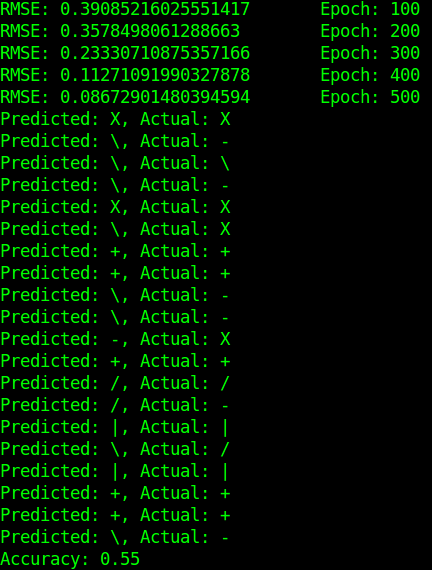 RMSE: 0.39085216025551417       Epoch: 100
RMSE: 0.3578498061288663        Epoch: 200
RMSE: 0.23330710875357166       Epoch: 300
RMSE: 0.11271091990327878       Epoch: 400
RMSE: 0.08672901480394594       Epoch: 500
Predicted: X, Actual: X
Predicted: \, Actual: -
Predicted: \, Actual: \
Predicted: \, Actual: -
Predicted: X, Actual: X
Predicted: \, Actual: X
Predicted: +, Actual: +
Predicted: +, Actual: +
Predicted: \, Actual: -
Predicted: \, Actual: -
Predicted: -, Actual: X
Predicted: +, Actual: +
Predicted: /, Actual: /
Predicted: /, Actual: -
Predicted: |, Actual: |
Predicted: \, Actual: /
Predicted: |, Actual: |
Predicted: +, Actual: +
Predicted: +, Actual: +
Predicted: \, Actual: -
Accuracy: 0.55